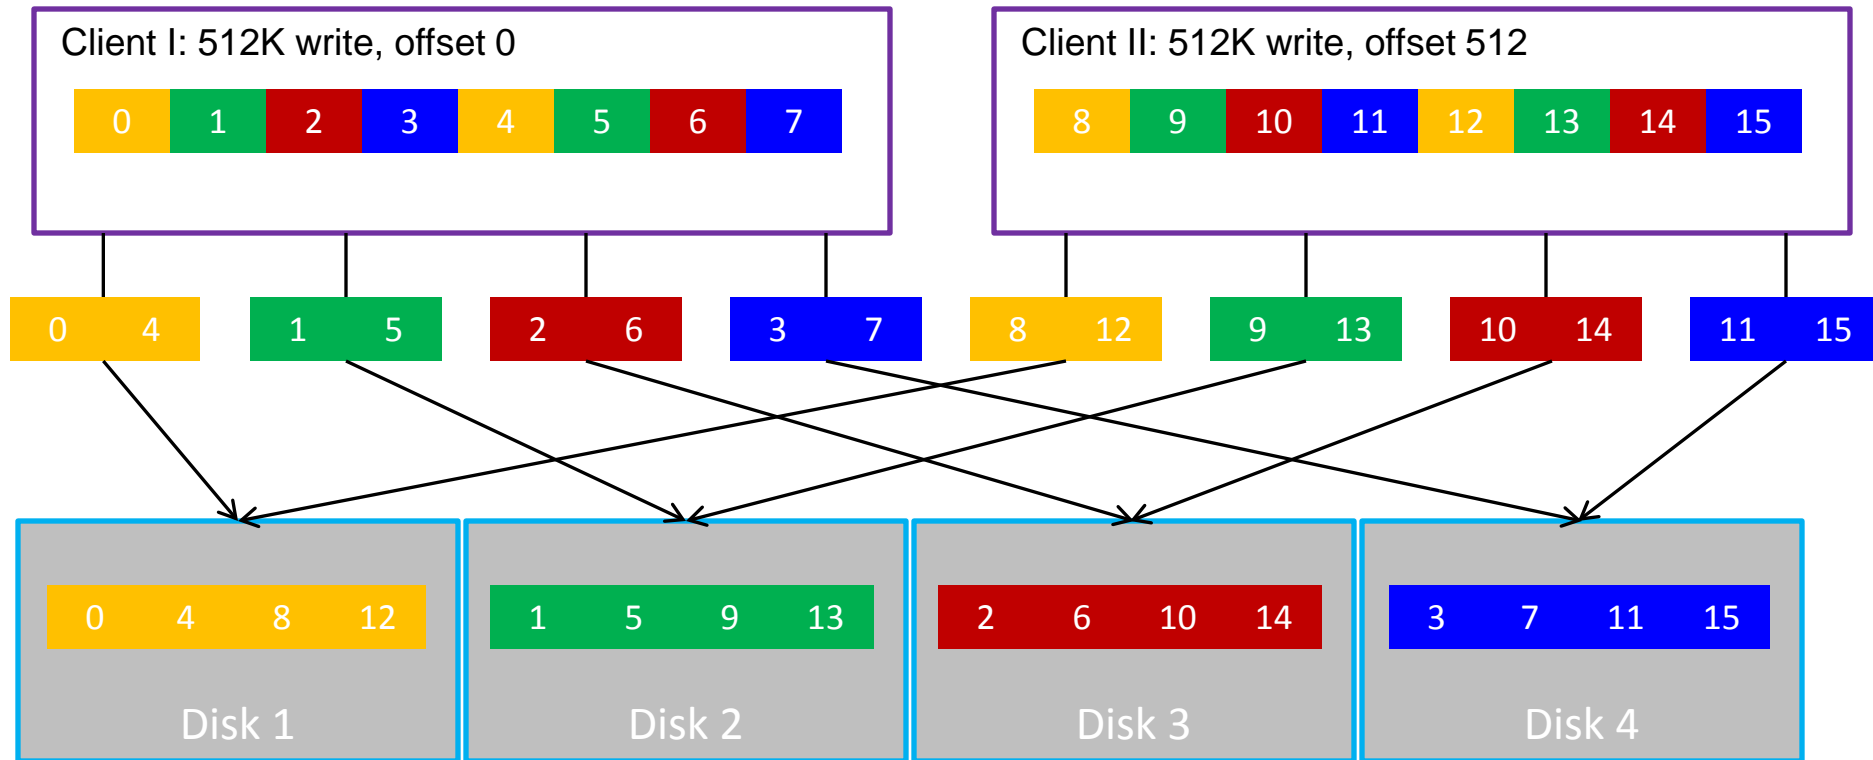 Client I: 512K write, offset 0
Client II: 512K write, offset 512
0 1 2 3 4 5 6 7
8 9 10 11 12 13 14 15
0 4
1 5
2 6
3 7
8 12
9 13
10 14
11 15
0 4 8 12
1 5 9 13
2 6 10 14
3 7 11 15
Disk 1
Disk 2
Disk 3
Disk 4